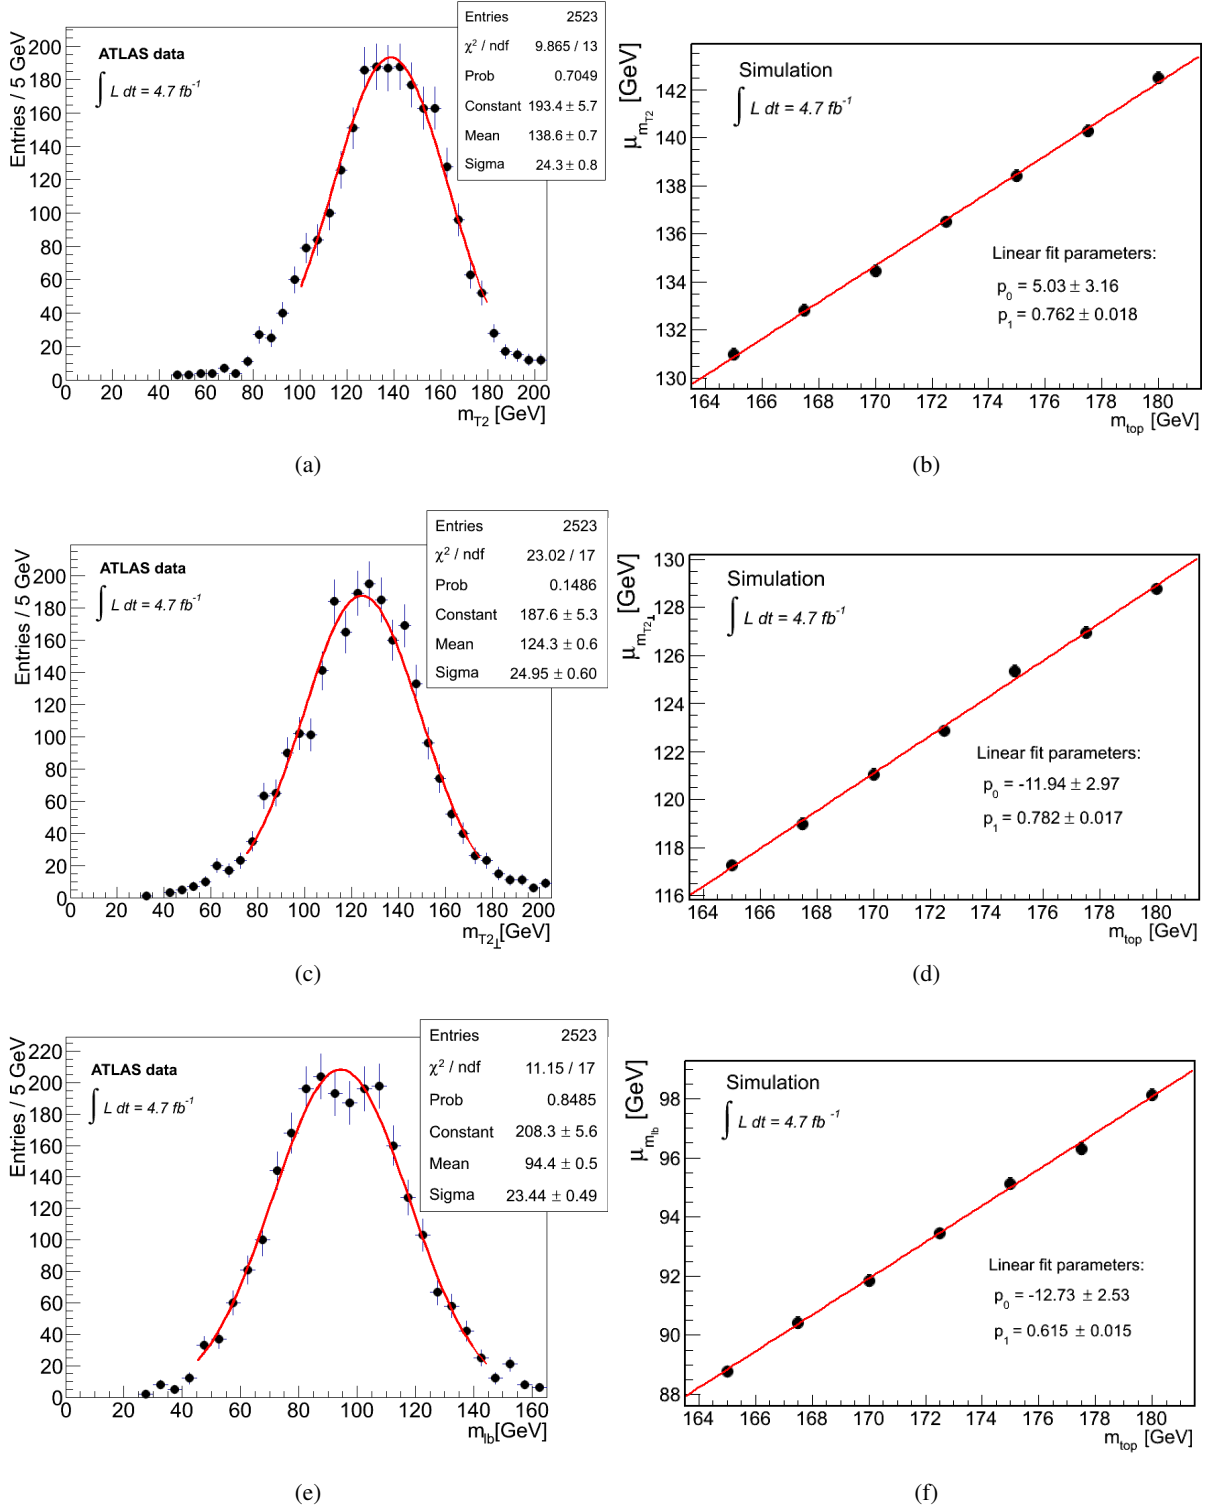 Entries 2523
χ² / ndf 9.865 / 13
Prob 0.7049
Constant 193.4 ± 5.7
Mean 138.6 ± 0.7
Sigma 24.3 ± 0.8
ATLAS data
∫ L dt = 4.7 fb⁻¹
Entries / 5 GeV
200
180
160
140
120
100
80
60
40
20
0
0 20 40 60 80 100 120 140 160 180 200
m_T2 [GeV]
(a)
Simulation
∫ L dt = 4.7 fb⁻¹
μ_m_T2 [GeV]
142
140
138
136
134
132
130
Linear fit parameters:
p₀ = 5.03 ± 3.16
p₁ = 0.762 ± 0.018
164 166 168 170 172 174 176 178 180
m_top [GeV]
(b)
Entries 2523
χ² / ndf 23.02 / 17
Prob 0.1486
Constant 187.6 ± 5.3
Mean 124.3 ± 0.6
Sigma 24.95 ± 0.60
ATLAS data
∫ L dt = 4.7 fb⁻¹
Entries / 5 GeV
200
180
160
140
120
100
80
60
40
20
0
0 20 40 60 80 100 120 140 160 180 200
m_T2⊥ [GeV]
(c)
Simulation
∫ L dt = 4.7 fb⁻¹
μ_m_T2⊥ [GeV]
130
128
126
124
122
120
118
116
Linear fit parameters:
p₀ = -11.94 ± 2.97
p₁ = 0.782 ± 0.017
164 166 168 170 172 174 176 178 180
m_top [GeV]
(d)
Entries 2523
χ² / ndf 11.15 / 17
Prob 0.8485
Constant 208.3 ± 5.6
Mean 94.4 ± 0.5
Sigma 23.44 ± 0.49
ATLAS data
∫ L dt = 4.7 fb⁻¹
Entries / 5 GeV
220
200
180
160
140
120
100
80
60
40
20
0
0 20 40 60 80 100 120 140 160
m_lb [GeV]
(e)
Simulation
∫ L dt = 4.7 fb⁻¹
μ_m_lb [GeV]
98
96
94
92
90
88
Linear fit parameters:
p₀ = -12.73 ± 2.53
p₁ = 0.615 ± 0.015
164 166 168 170 172 174 176 178 180
m_top [GeV]
(f)